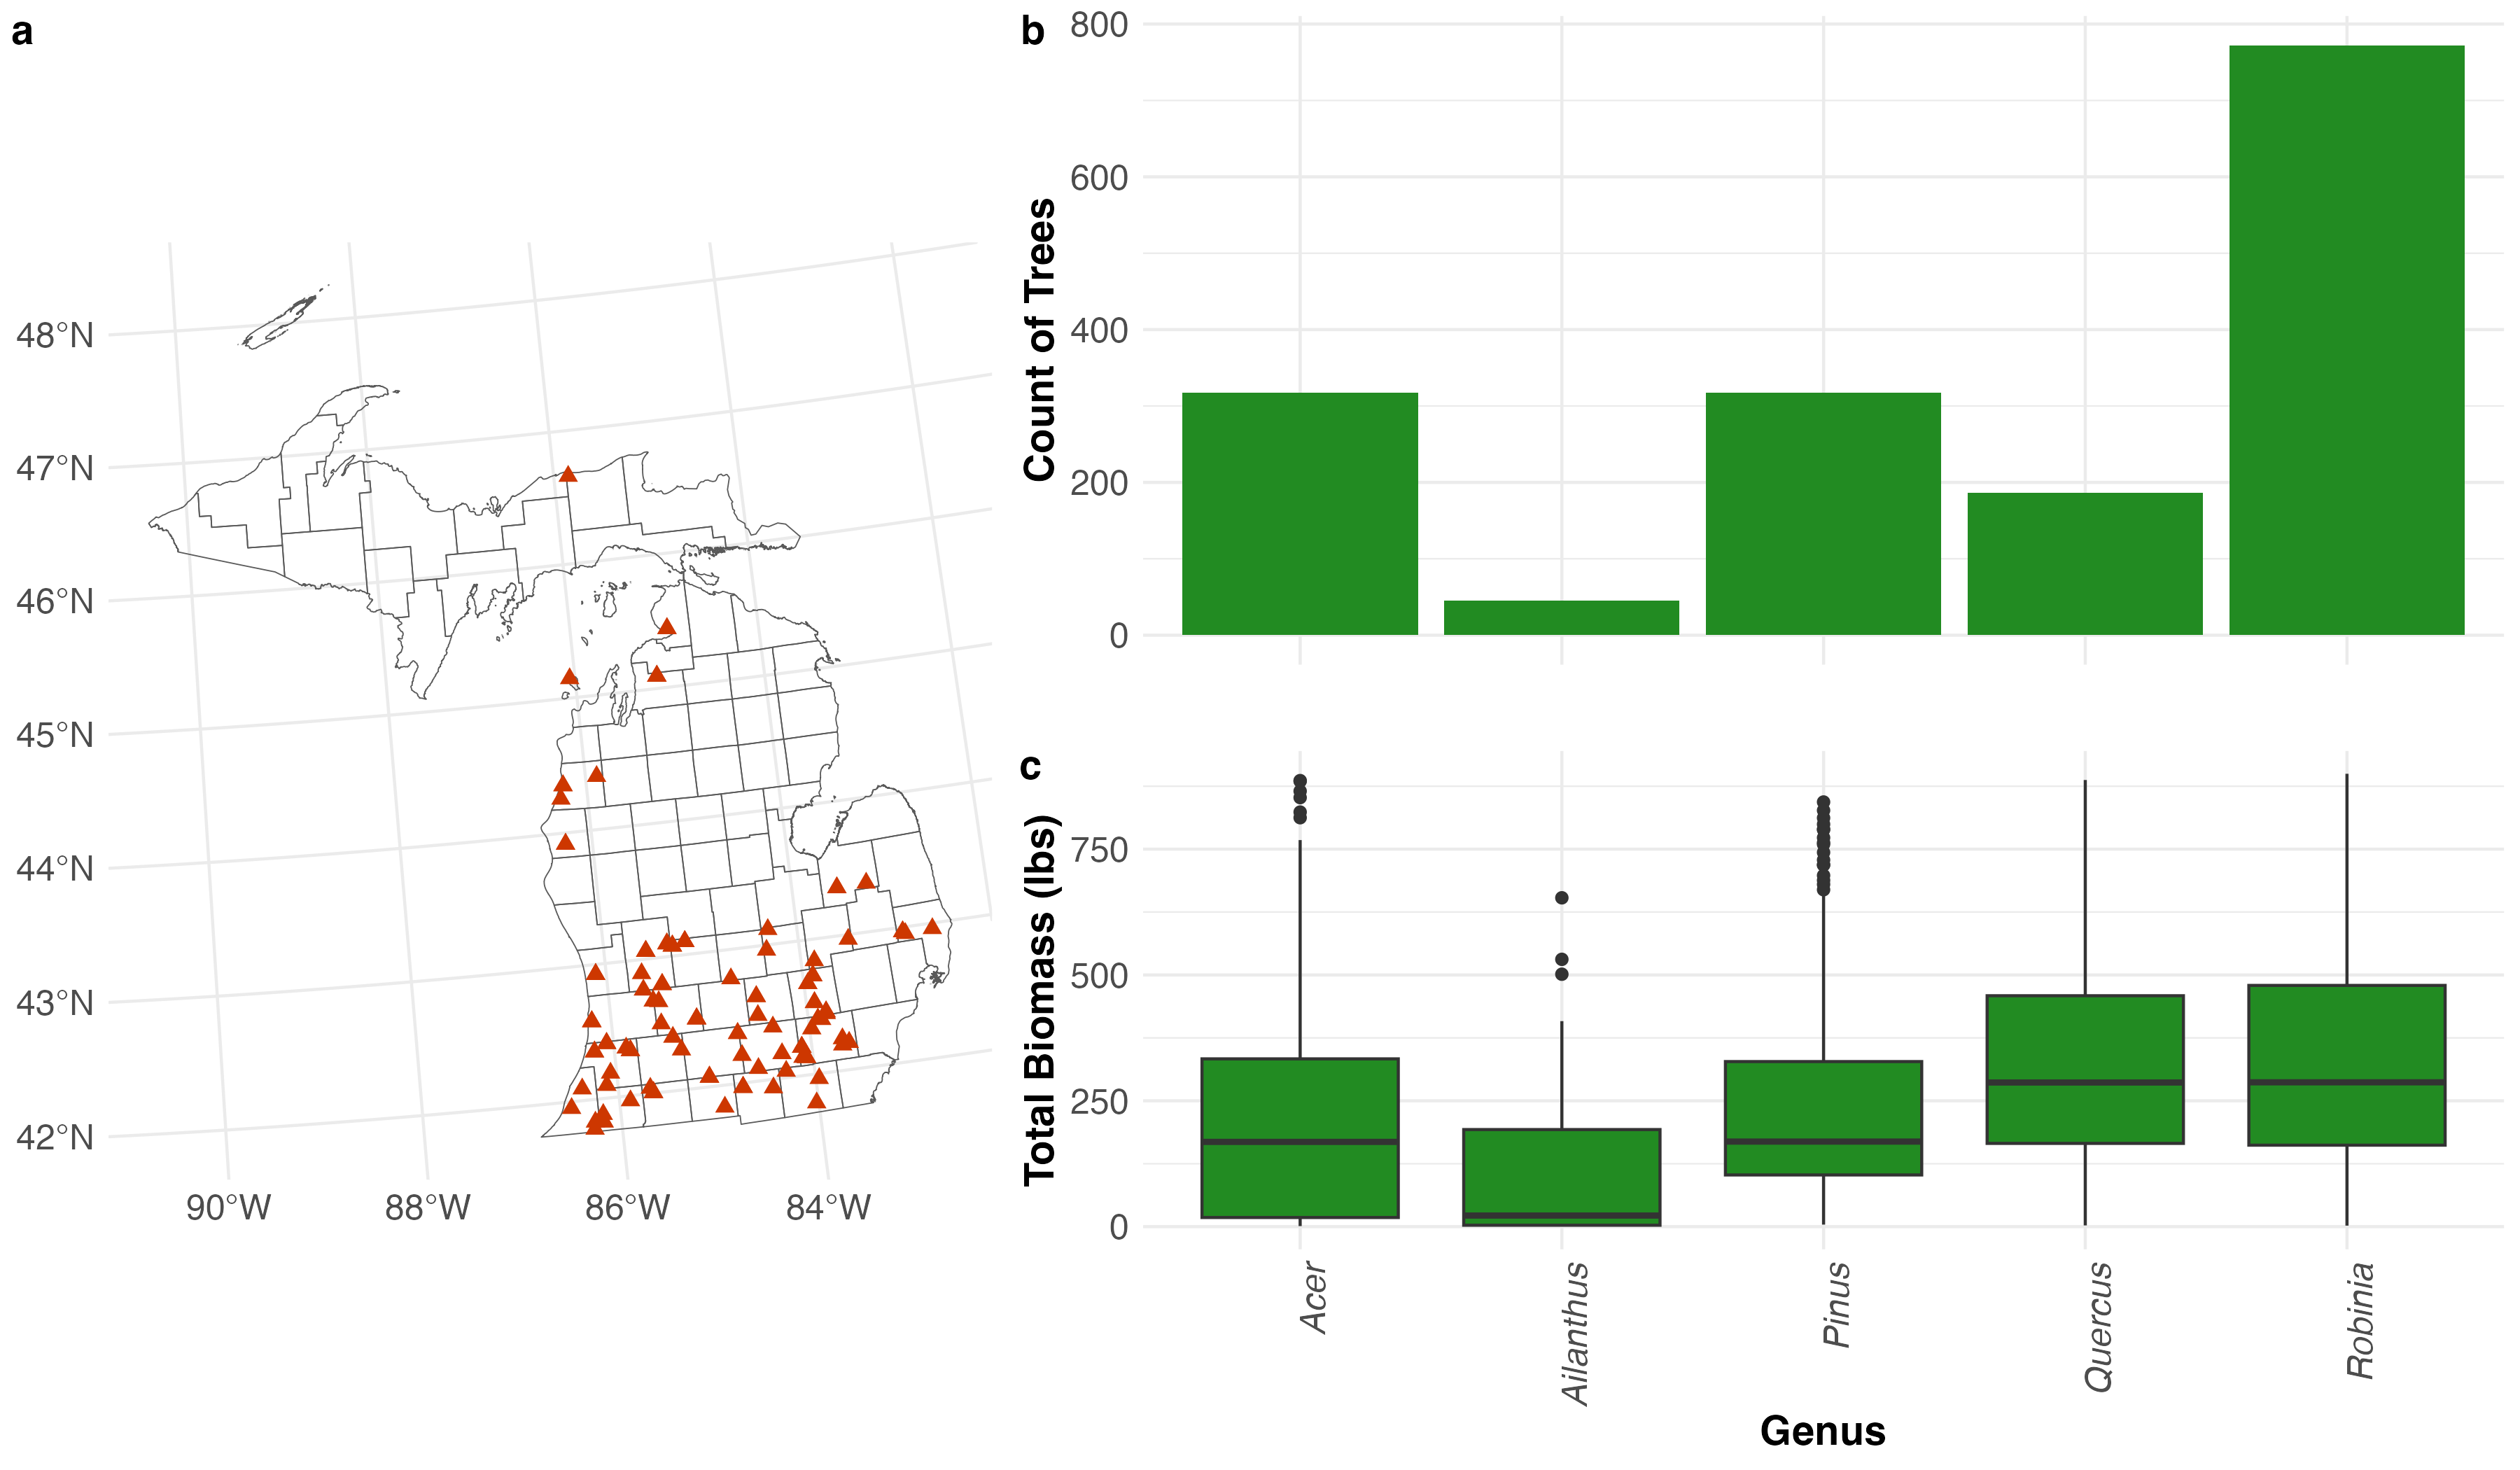 a
48°N
47°N
46°N
45°N
44°N
43°N
42°N
90°W
88°W
86°W
84°W
b
Count of Trees
800
600
400
200
0
c
Total Biomass (lbs)
750
500
250
0
Acer
Ailanthus
Pinus
Quercus
Robinia
Genus